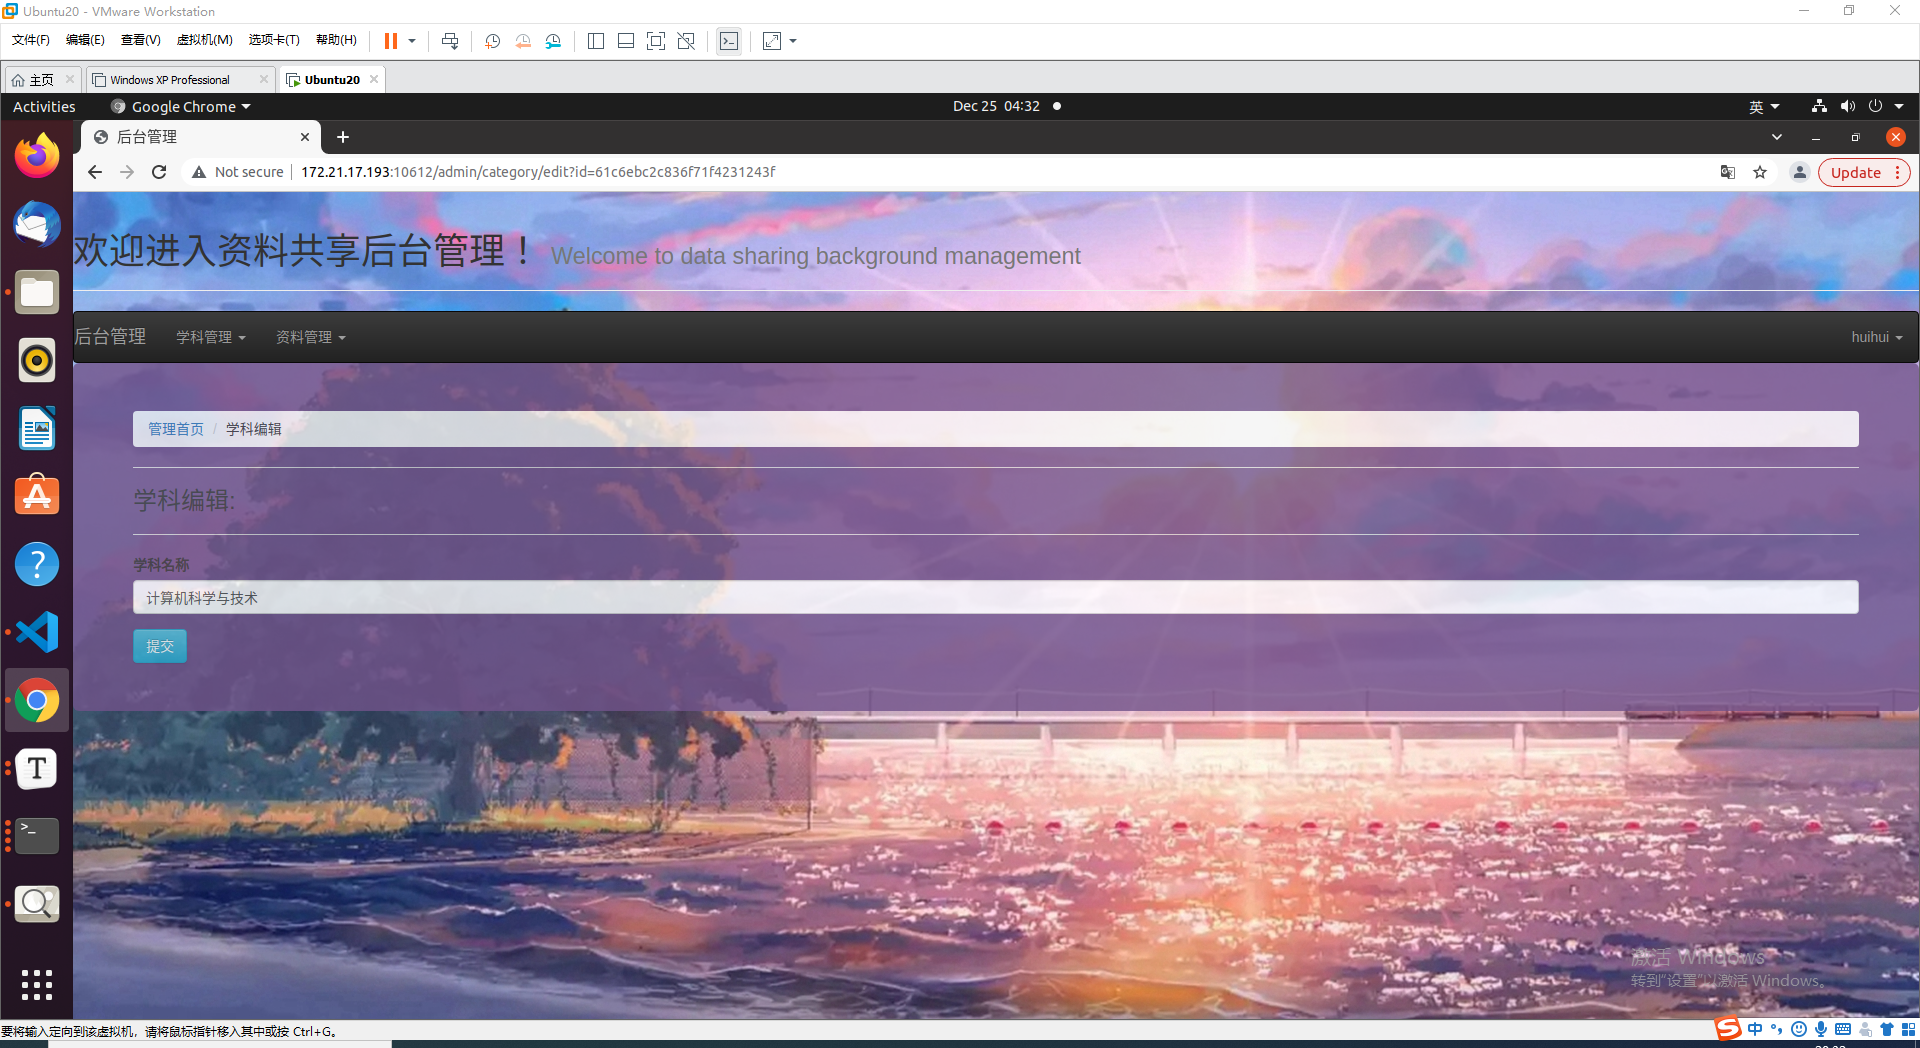 Ubuntu20 - VMware Workstation
文件(F) 编辑(E) 查看(V) 虚拟机(M) 选项卡(T) 帮助(H)
主页 Windows XP Professional Ubuntu20
Activities Google Chrome Dec 25 04:32 英
后台管理
Not secure 172.21.17.193:10612/admin/category/edit?id=61c6ebc2c836f71f4231243f Update
欢迎进入资料共享后台管理！ Welcome to data sharing background management
后台管理 学科管理 资料管理 huihui
管理首页 / 学科编辑
学科编辑:
学科名称
计算机科学与技术
提交
激活 Windows
转到"设置"以激活 Windows。
要将输入定向到该虚拟机，请将鼠标指针移入其中或按 Ctrl+G。
中